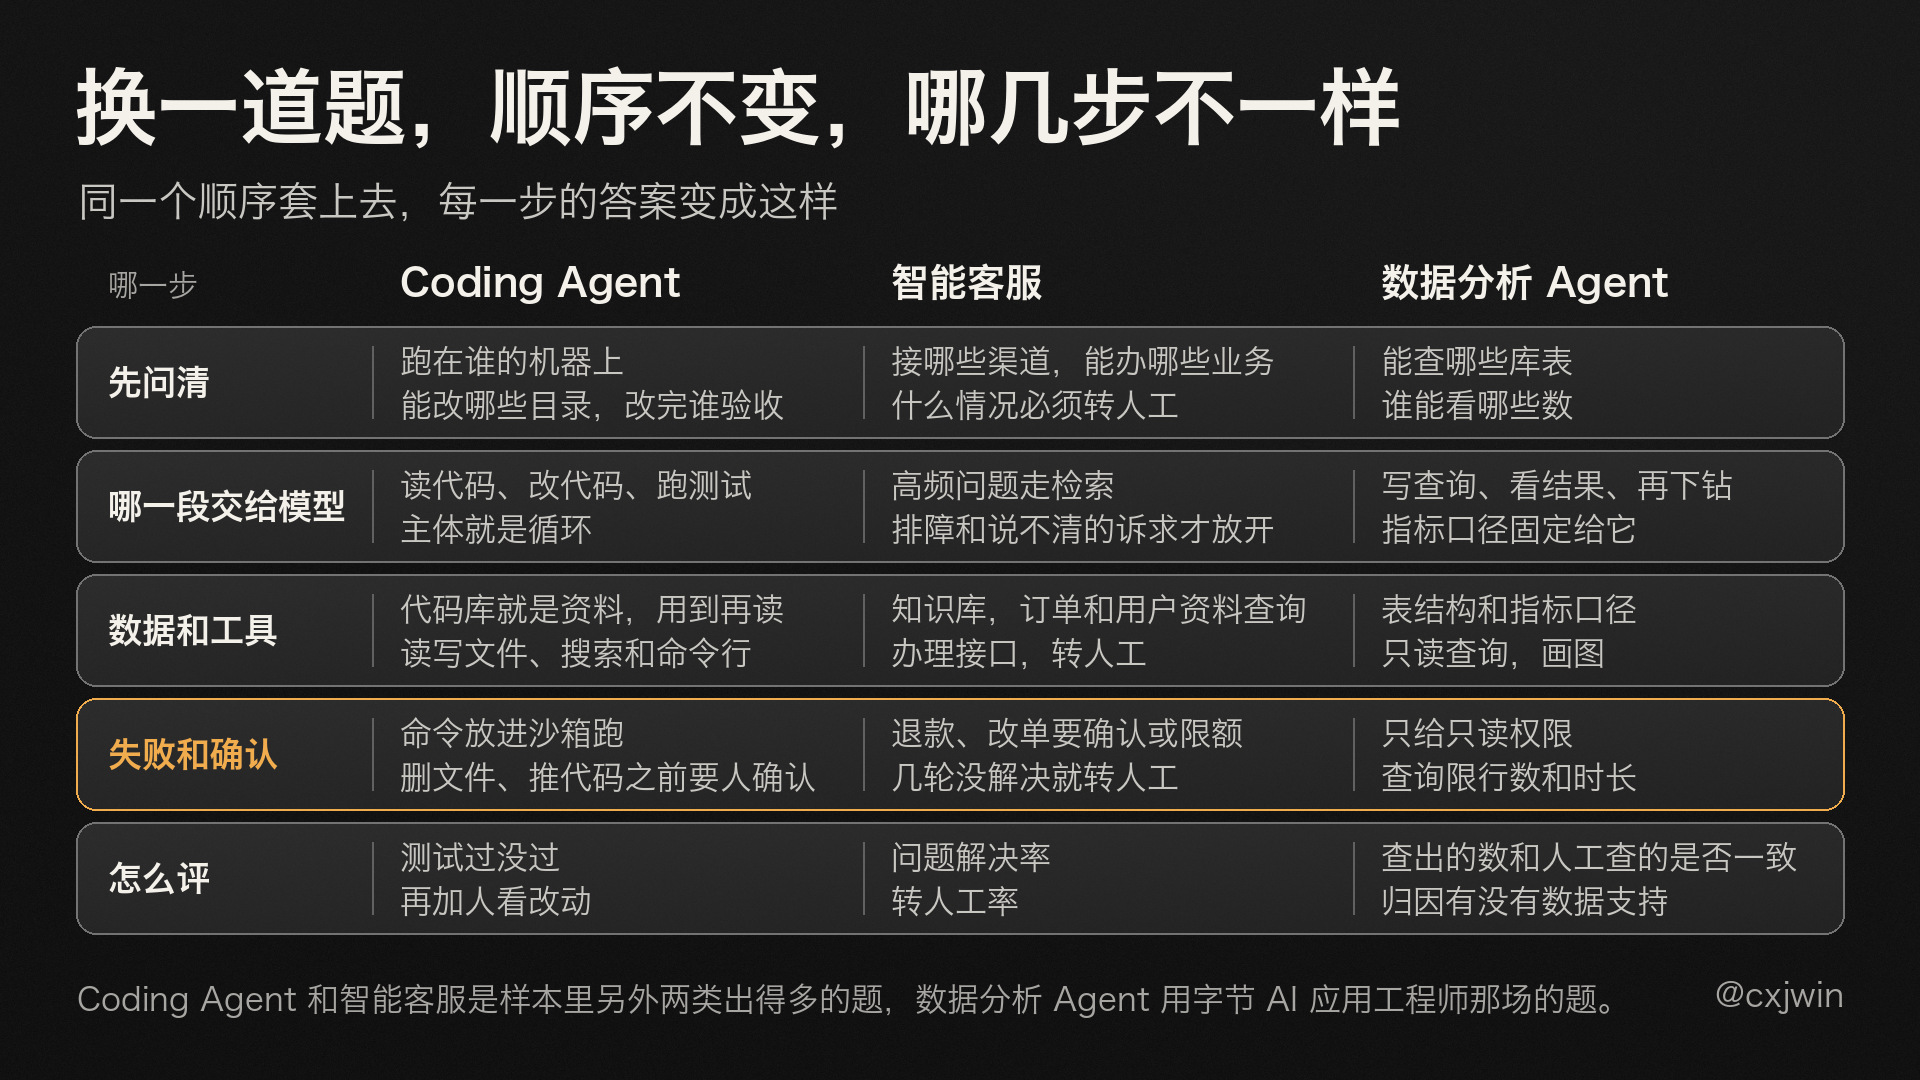 换一道题，顺序不变，哪几步不一样
同一个顺序套上去，每一步的答案变成这样
哪一步
Coding Agent
智能客服
数据分析 Agent
先问清
跑在谁的机器上
能改哪些目录，改完谁验收
接哪些渠道，能办哪些业务
什么情况必须转人工
能查哪些库表
谁能看哪些数
哪一段交给模型
读代码、改代码、跑测试
主体就是循环
高频问题走检索
排障和说不清的诉求才放开
写查询、看结果、再下钻
指标口径固定给它
数据和工具
代码库就是资料，用到再读
读写文件、搜索和命令行
知识库，订单和用户资料查询
办理接口，转人工
表结构和指标口径
只读查询，画图
失败和确认
命令放进沙箱跑
删文件、推代码之前要人确认
退款、改单要确认或限额
几轮没解决就转人工
只给只读权限
查询限行数和时长
怎么评
测试过没过
再加人看改动
问题解决率
转人工率
查出的数和人工查的是否一致
归因有没有数据支持
Coding Agent 和智能客服是样本里另外两类出得多的题，数据分析 Agent 用字节 AI 应用工程师那场的题。
@cxjwin